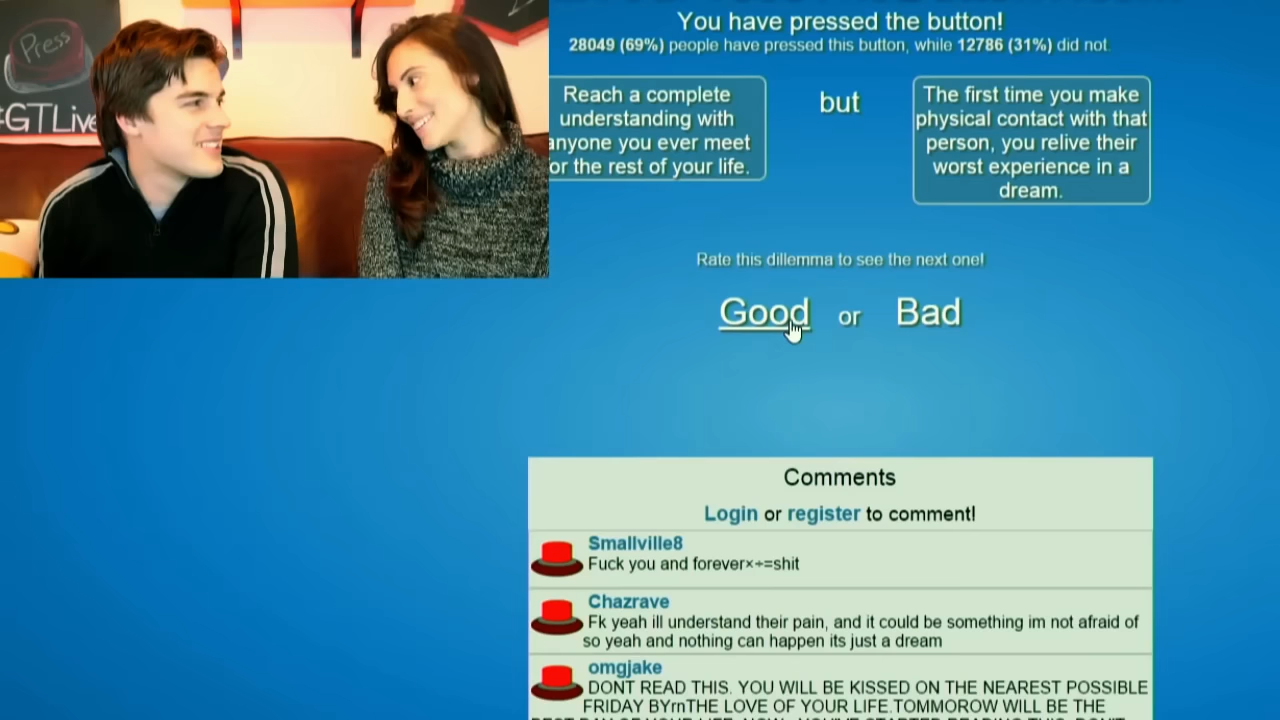 Press
#GTLive
You have pressed the button!
28049 (69%) people have pressed this button, while 12786 (31%) did not.
Reach a complete
understanding with
anyone you ever meet
or the rest of your life.
but
The first time you make
physical contact with that
person, you relive their
worst experience in a
dream.
Rate this dillemma to see the next one!
Good or Bad
Comments
Login or register to comment!
Smallville8
Fuck you and forever×÷=shit
Chazrave
Fk yeah ill understand their pain, and it could be something im not afraid of
so yeah and nothing can happen its just a dream
omgjake
DONT READ THIS. YOU WILL BE KISSED ON THE NEAREST POSSIBLE
FRIDAY BYrnTHE LOVE OF YOUR LIFE.TOMMOROW WILL BE THE